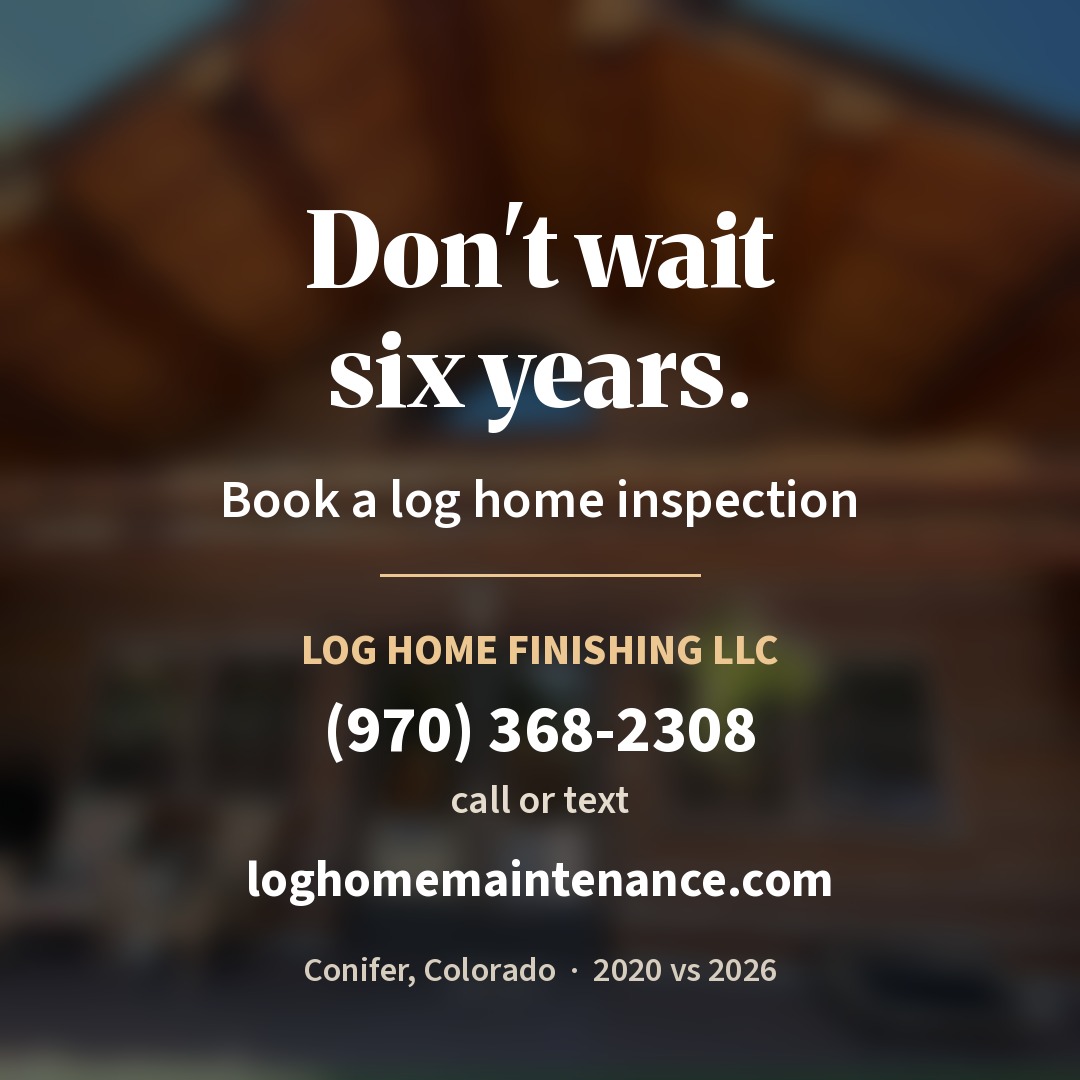 Don't wait
six years.
Book a log home inspection
LOG HOME FINISHING LLC
(970) 368-2308
call or text
loghomemaintenance.com
Conifer, Colorado · 2020 vs 2026